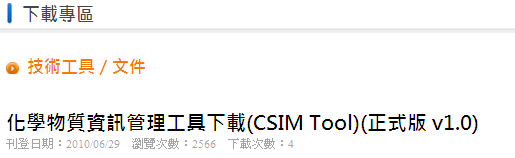 下載專區
技術工具 / 文件
化學物質資訊管理工具下載(CSIM Tool)(正式版 v1.0)
刊登日期：2010/06/29 瀏覽次數：2566 下載次數：4